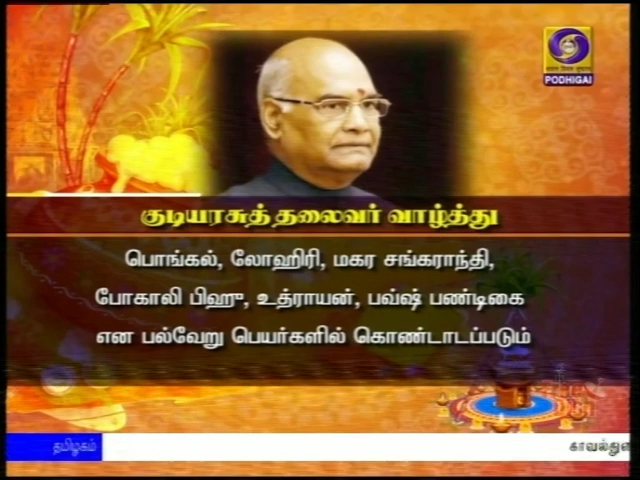 PODHIGAI
குடியரசுத் தலைவர் வாழ்த்து
பொங்கல், லோஹிரி, மகர சங்கராந்தி,
போகாலி பிஹு, உத்ராயன், பவ்ஷ் பண்டிகை
என பல்வேறு பெயர்களில் கொண்டாடப்படும்
தமிழகம்